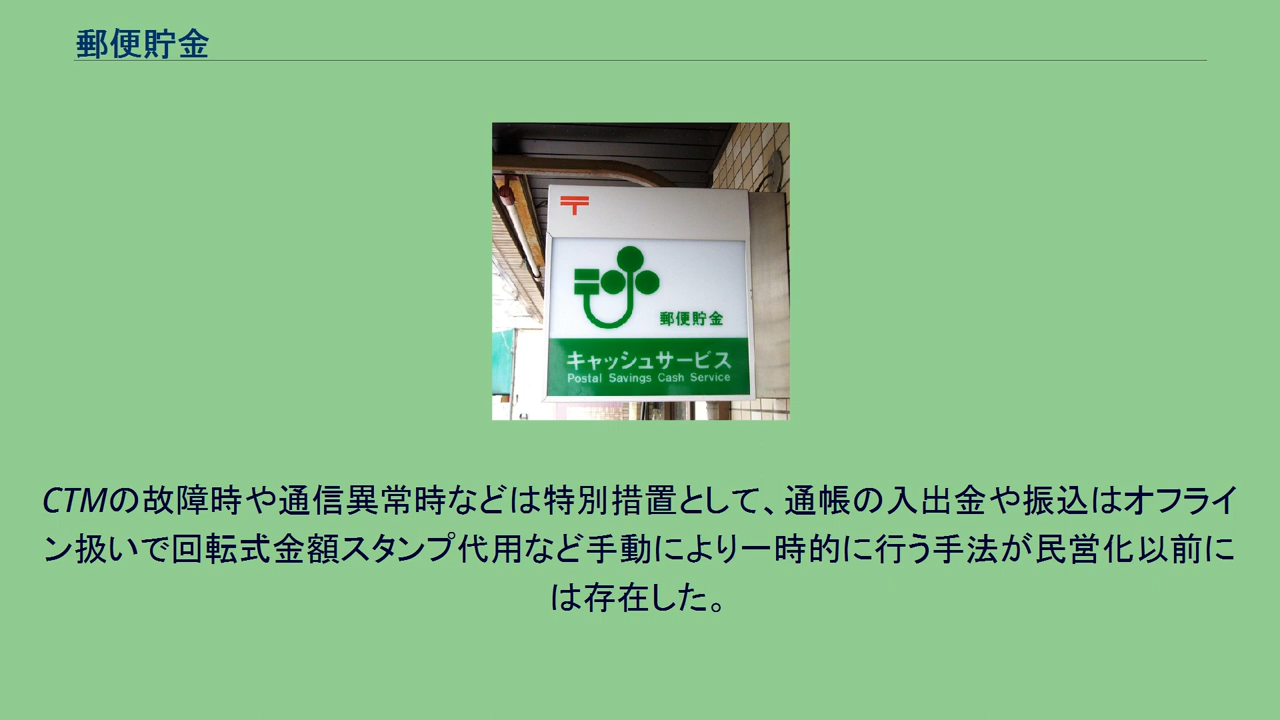 郵便貯金
〒
郵便貯金
キャッシュサービス
Postal Savings Cash Service
CTMの故障時や通信異常時などは特別措置として、通帳の入出金や振込はオフライ
ン扱いで回転式金額スタンプ代用など手動により一時的に行う手法が民営化以前に
は存在した。